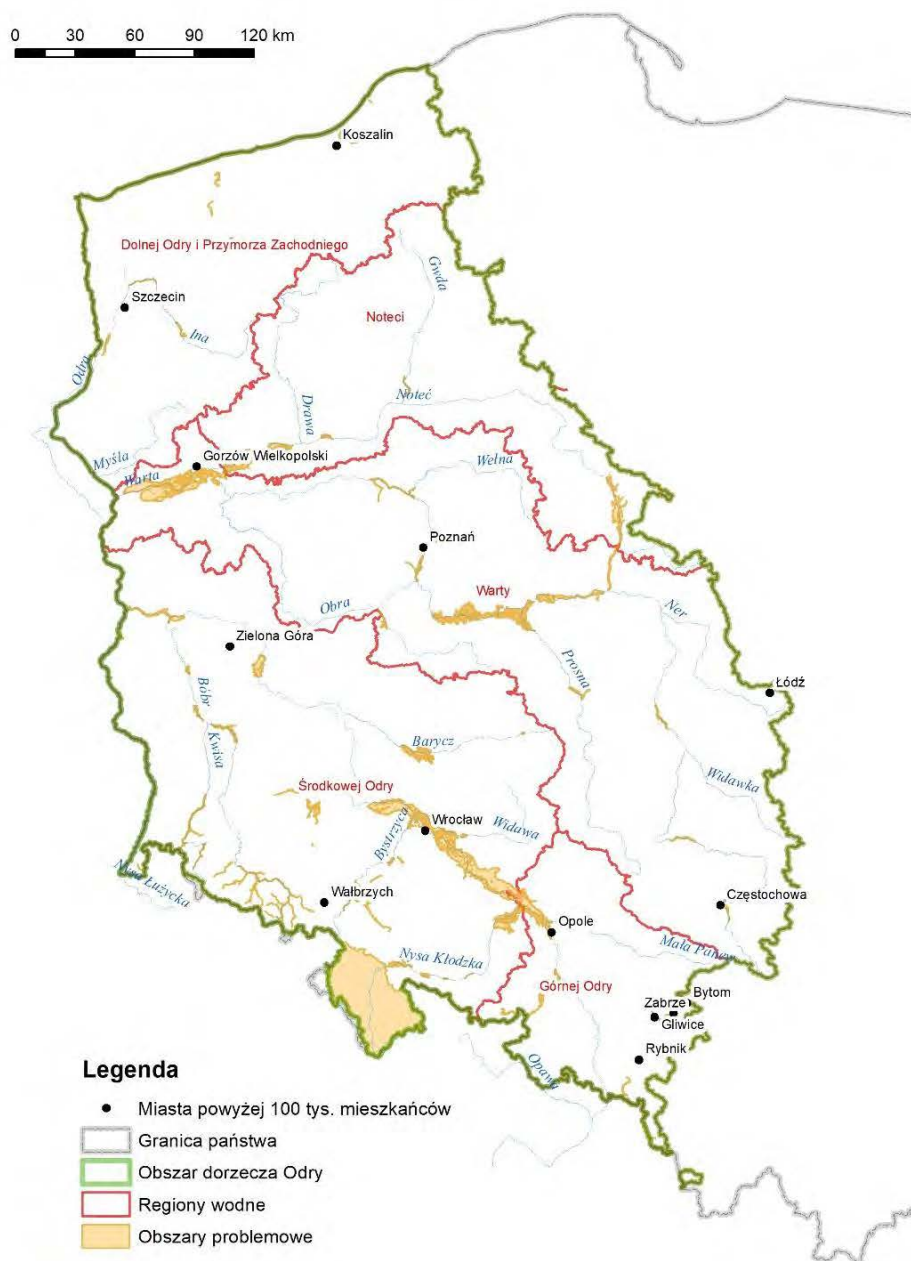 0 30 60 90 120 km
Koszalin
Dolnej Odry i Przymorza Zachodniego
Gwda
Szczecin
Noteci
Ina
Odra
Drawa
Noteć
Myśla
Gorzów Wielkopolski
Warta
Wełna
Poznań
Warty
Obra
Ner
Zielona Góra
Prosna
Łódź
Bóbr
Kwisa
Barycz
Widawka
Środkowej Odry
Bystrzyca
Wrocław
Widawa
Nysa Łużycka
Wałbrzych
Częstochowa
Opole
Mała Panew
Nysa Kłodzka
Górnej Odry
Bytom
Zabrze
Gliwice
Rybnik
Opawa
Legenda
Miasta powyżej 100 tys. mieszkańców
Granica państwa
Obszar dorzecza Odry
Regiony wodne
Obszary problemowe